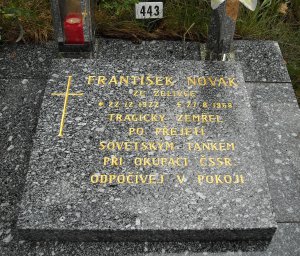 443
FRANTIŠEK NOVÁK
ZE ŽELIVCE
* 22.12.1922 † 27.8.1968
TRAGICKY ZEMŘEL
PO PŘEJETÍ
SOVĚTSKÝM TANKEM
PŘI OKUPACI ČSSR
ODPOČÍVEJ V POKOJI